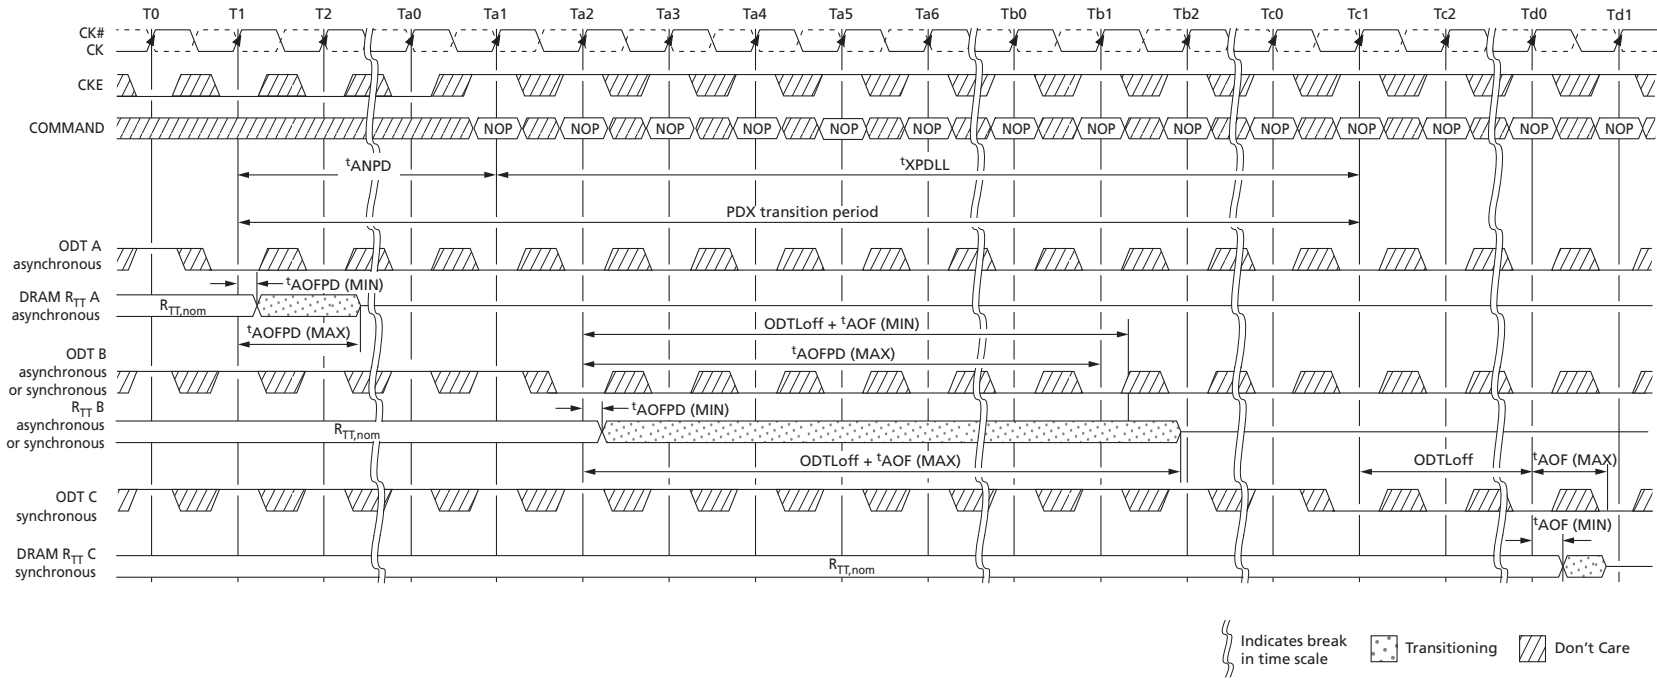 T0 T1 T2 Ta0 Ta1 Ta2 Ta3 Ta4 Ta5 Ta6 Tb0 Tb1 Tb2 Tc0 Tc1 Tc2 Td0 Td1
CK#
CK
CKE
COMMAND
NOP NOP NOP NOP NOP NOP NOP NOP NOP NOP NOP NOP NOP NOP
tANPD
tXPDLL
PDX transition period
ODT A
asynchronous
tAOFPD (MIN)
DRAM RTT A
asynchronous
RTT,nom
tAOFPD (MAX)
ODTLoff + tAOF (MIN)
tAOFPD (MAX)
ODT B
asynchronous
or synchronous
tAOFPD (MIN)
RTT B
asynchronous
or synchronous
RTT,nom
ODTLoff + tAOF (MAX)
ODTLoff
tAOF (MAX)
ODT C
synchronous
tAOF (MIN)
DRAM RTT C
synchronous
RTT,nom
Indicates break
in time scale
Transitioning
Don't Care